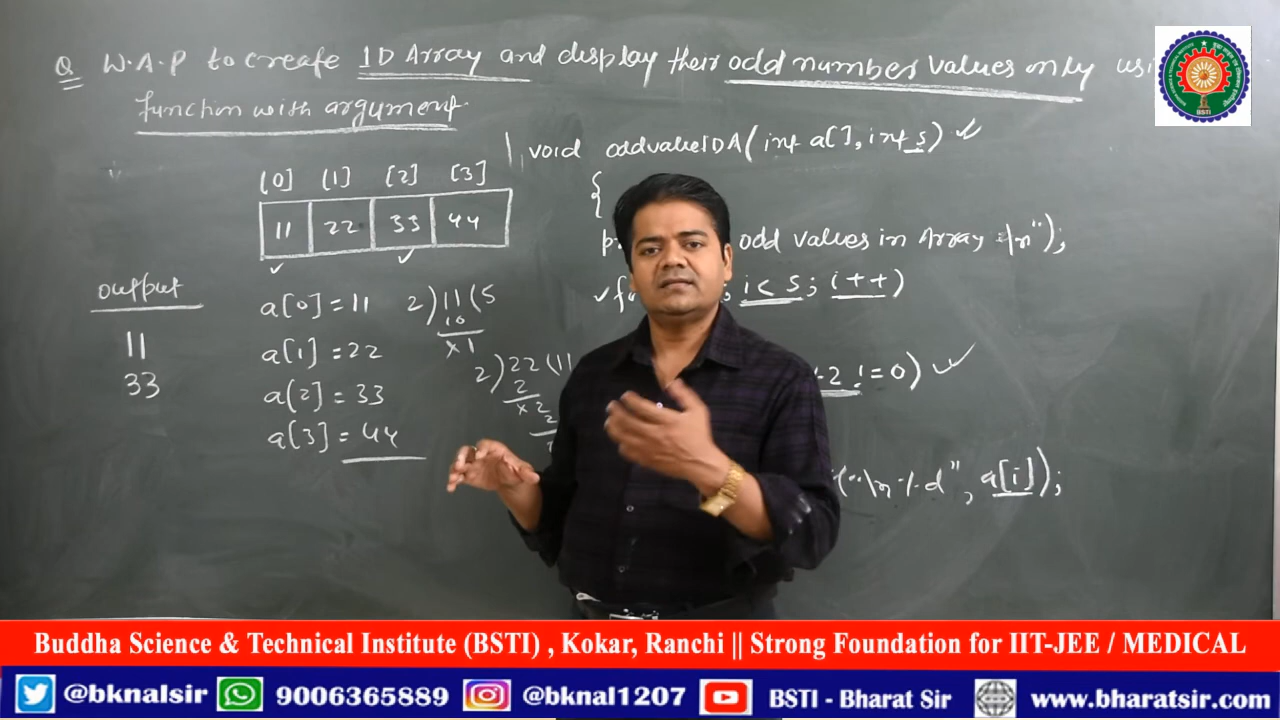 Q W.A.P to create 1D Array and display their odd number values only usi
function with argument
void oddvalue1DA(int a[], int s)
{
[0] [1] [2] [3]
11 22 33 44
odd values in Array =\n");
i < s; i++)
output
11
33
a[0] = 11
a[1] = 22
a[2] = 33
a[3] = 44
2) 11 (5
10
x1
2) 22 (11
2
x2
2
2 != 0)
("\n%d", a[i]);
BSTI
Buddha Science & Technical Institute (BSTI) , Kokar, Ranchi || Strong Foundation for IIT-JEE / MEDICAL
@bknalsir 9006365889 @bknal1207 BSTI - Bharat Sir www.bharatsir.com